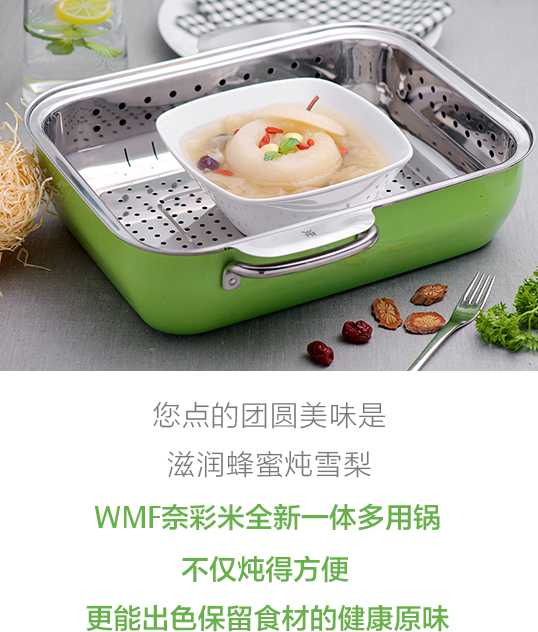 WMF
您点的团圆美味是
滋润蜂蜜炖雪梨
WMF奈彩米全新一体多用锅
不仅炖得方便
更能出色保留食材的健康原味